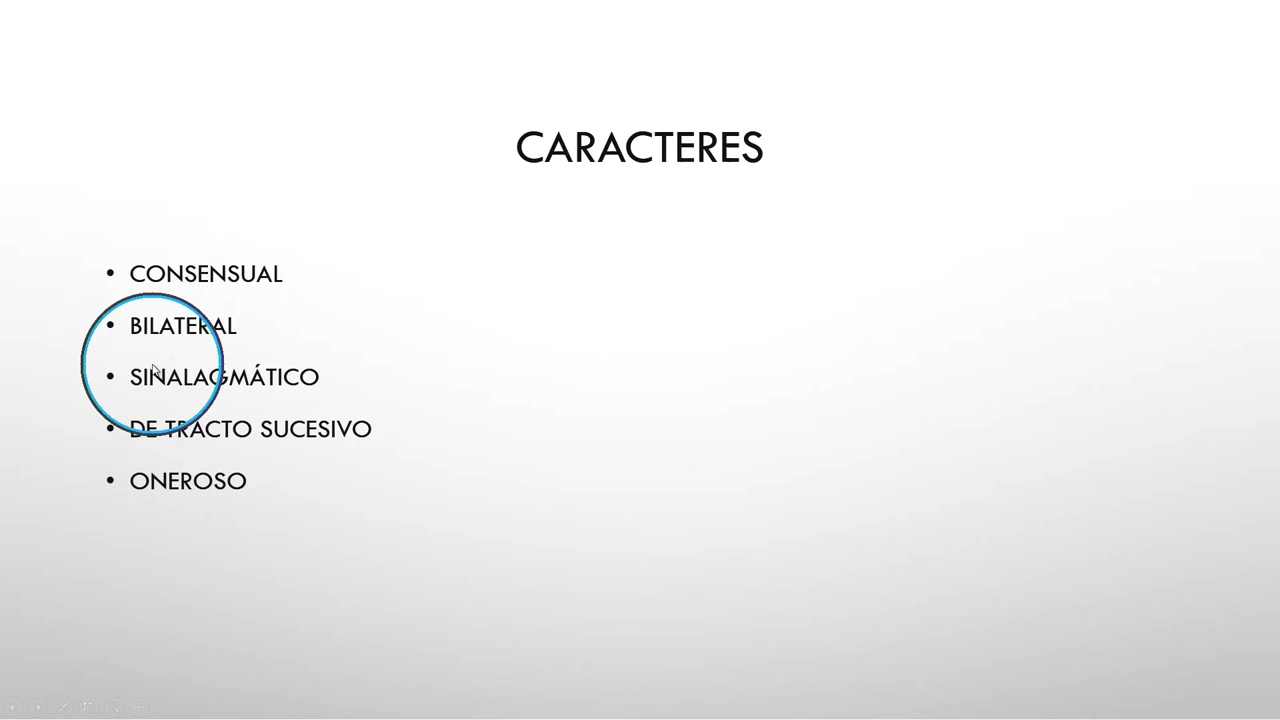 CARACTERES
• CONSENSUAL
• BILATERAL
• SINALAGMÁTICO
• DE TRACTO SUCESIVO
• ONEROSO